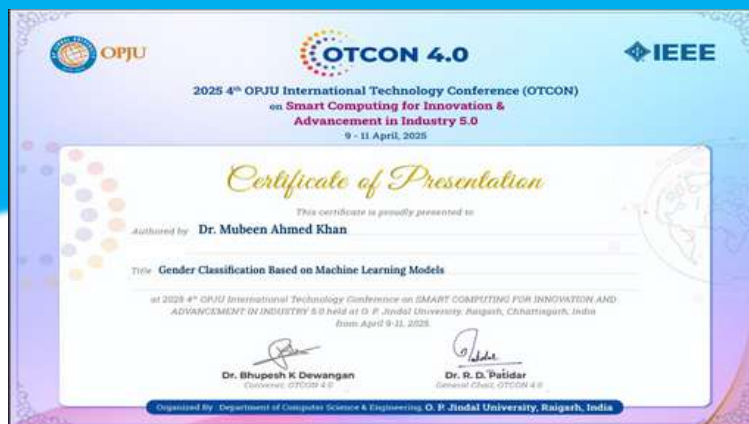 OPJU
OTCON 4.0
IEEE
2025 4th OPJU International Technology Conference (OTCON)
on Smart Computing for Innovation &
Advancement in Industry 5.0
9 - 11 April, 2025
Certificate of Presentation
This certificate is proudly presented to
Authored by Dr. Mubeen Ahmed Khan
Title Gender Classification Based on Machine Learning Models
at 2025 4th OPJU International Technology Conference on SMART COMPUTING FOR INNOVATION AND
ADVANCEMENT IN INDUSTRY 5.0 held at O. P. Jindal University, Raigarh, Chhattisgarh, India
from April 9-11, 2025.
Dr. Bhupesh K Dewangan
Convener, OTCON 4.0
Dr. R. D. Patidar
General Chair, OTCON 4.0
Organized By : Department of Computer Science & Engineering, O. P. Jindal University, Raigarh, India